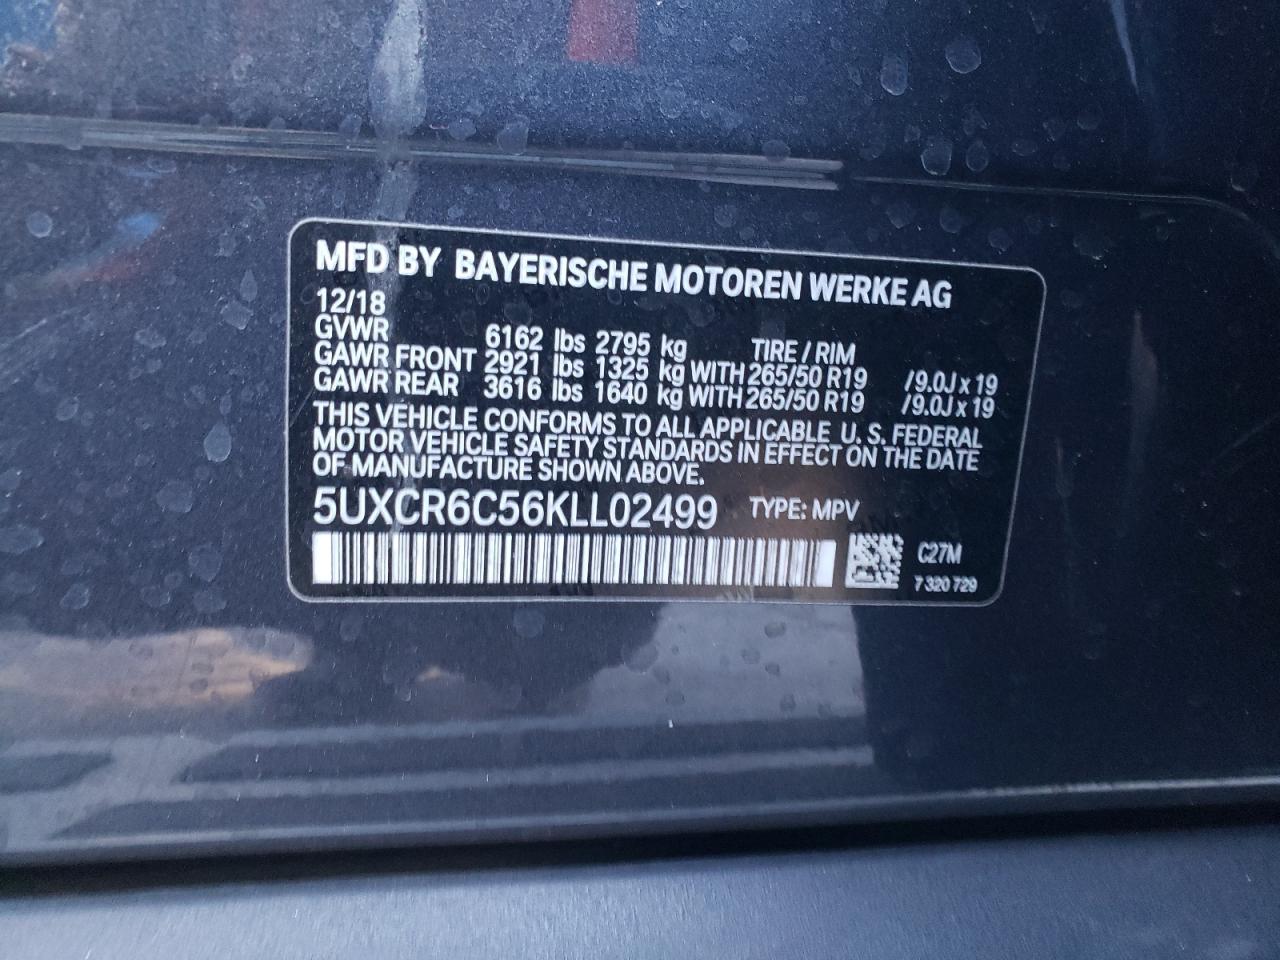 MFD BY BAYERISCHE MOTOREN WERKE AG
12/18
GVWR 6162 lbs 2795 kg TIRE / RIM
GAWR FRONT 2921 lbs 1325 kg WITH 265/50 R19 /9.0J x 19
GAWR REAR 3616 lbs 1640 kg WITH 265/50 R19 /9.0J x 19
THIS VEHICLE CONFORMS TO ALL APPLICABLE U. S. FEDERAL
MOTOR VEHICLE SAFETY STANDARDS IN EFFECT ON THE DATE
OF MANUFACTURE SHOWN ABOVE.
5UXCR6C56KLL02499 TYPE: MPV
C27M
7 320 729